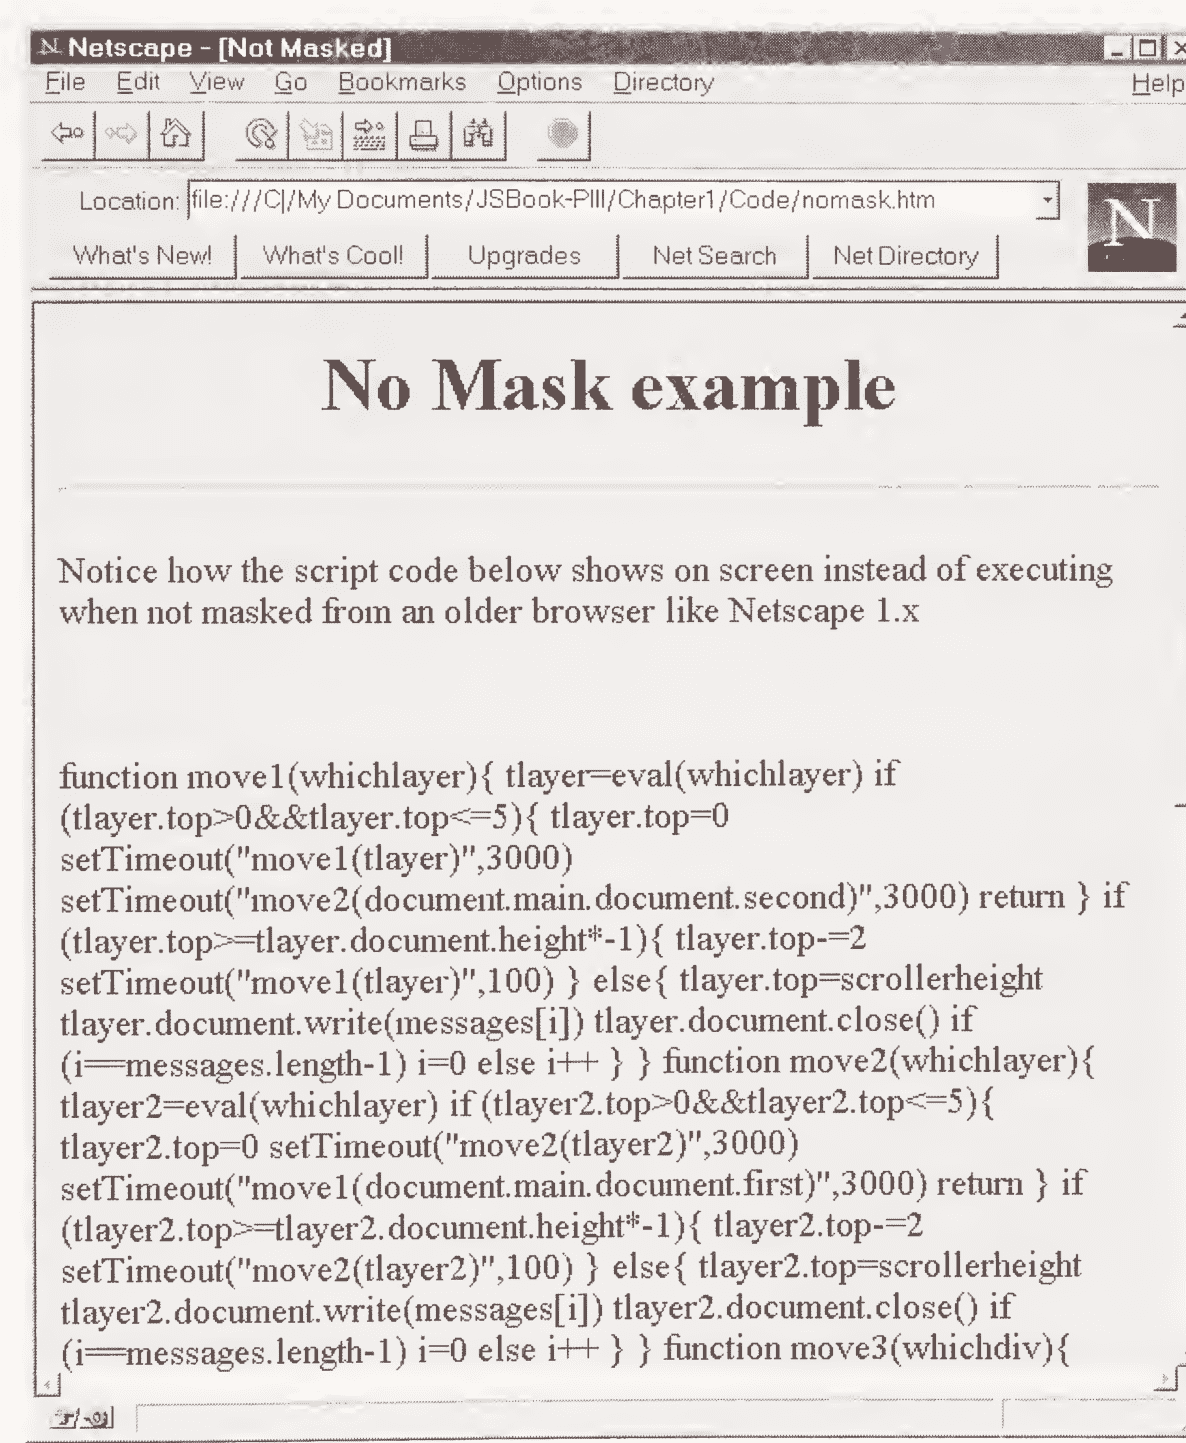 N Netscape - [Not Masked]
File Edit View Go Bookmarks Options Directory Help
Location: file:///C|/My Documents/JSBook-PIII/Chapter1/Code/nomask.htm
N
What's New! What's Cool! Upgrades Net Search Net Directory
No Mask example
Notice how the script code below shows on screen instead of executing
when not masked from an older browser like Netscape 1.x
function move1(whichlayer){ tlayer=eval(whichlayer) if
(tlayer.top>0&&tlayer.top<=5){ tlayer.top=0
setTimeout("move1(tlayer)",3000)
setTimeout("move2(document.main.document.second)",3000) return } if
(tlayer.top>=tlayer.document.height*-1){ tlayer.top-=2
setTimeout("move1(tlayer)",100) } else{ tlayer.top=scrollerheight
tlayer.document.write(messages[i]) tlayer.document.close() if
(i==messages.length-1) i=0 else i++ } } function move2(whichlayer){
tlayer2=eval(whichlayer) if (tlayer2.top>0&&tlayer2.top<=5){
tlayer2.top=0 setTimeout("move2(tlayer2)",3000)
setTimeout("move1(document.main.document.first)",3000) return } if
(tlayer2.top>=tlayer2.document.height*-1){ tlayer2.top-=2
setTimeout("move2(tlayer2)",100) } else{ tlayer2.top=scrollerheight
tlayer2.document.write(messages[i]) tlayer2.document.close() if
(i==messages.length-1) i=0 else i++ } } function move3(whichdiv){